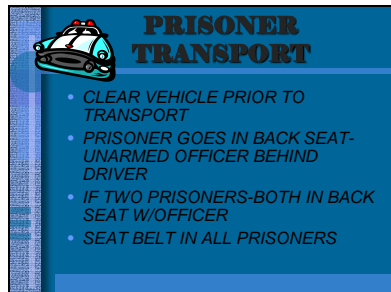 PRISONER
TRANSPORT
• CLEAR VEHICLE PRIOR TO
TRANSPORT
• PRISONER GOES IN BACK SEAT-
UNARMED OFFICER BEHIND
DRIVER
• IF TWO PRISONERS-BOTH IN BACK
SEAT W/OFFICER
• SEAT BELT IN ALL PRISONERS